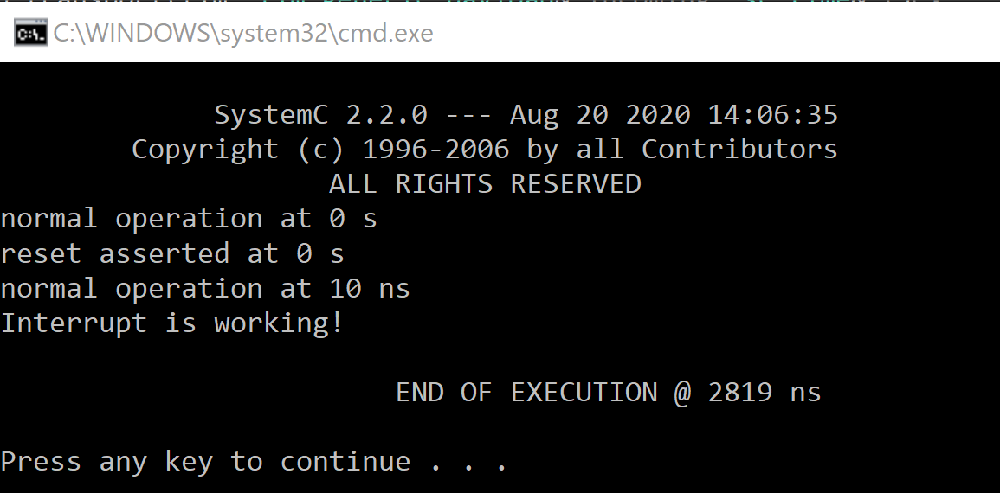 C:\WINDOWS\system32\cmd.exe
SystemC 2.2.0 --- Aug 20 2020 14:06:35
Copyright (c) 1996-2006 by all Contributors
ALL RIGHTS RESERVED
normal operation at 0 s
reset asserted at 0 s
normal operation at 10 ns
Interrupt is working!
END OF EXECUTION @ 2819 ns
Press any key to continue . . .